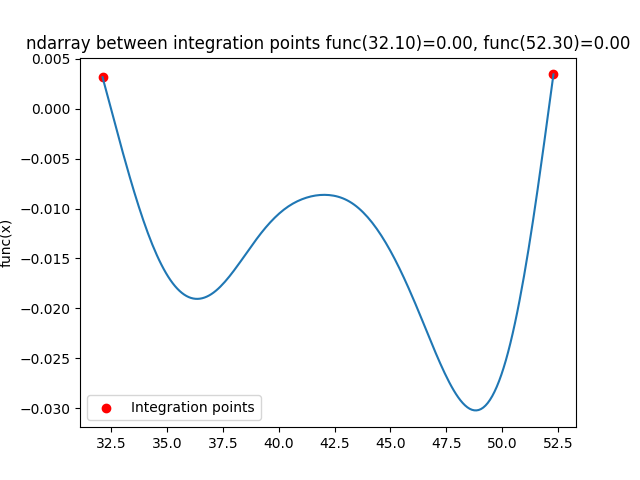 ndarray between integration points func(32.10)=0.00, func(52.30)=0.00
0.005
0.000
−0.005
−0.010
−0.015
−0.020
−0.025
−0.030
func(x)
Integration points
32.5 35.0 37.5 40.0 42.5 45.0 47.5 50.0 52.5